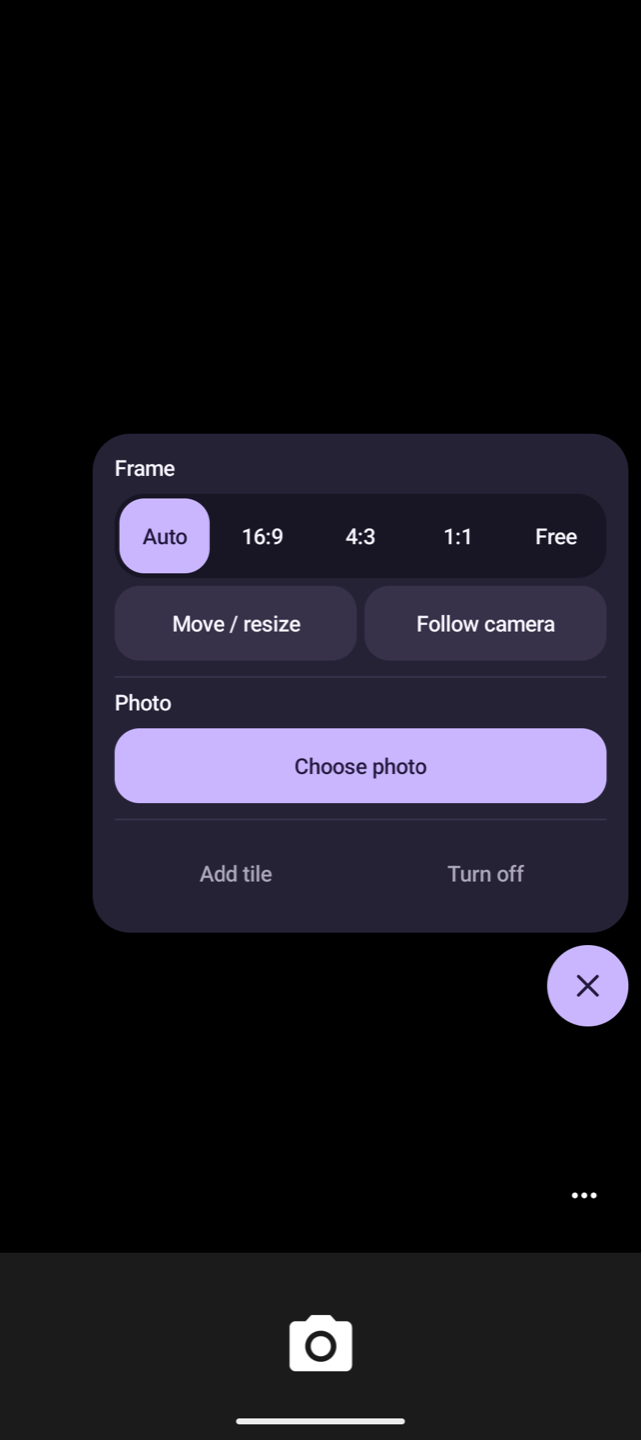 Frame
Auto 16:9 4:3 1:1 Free
Move / resize Follow camera
Photo
Choose photo
Add tile Turn off